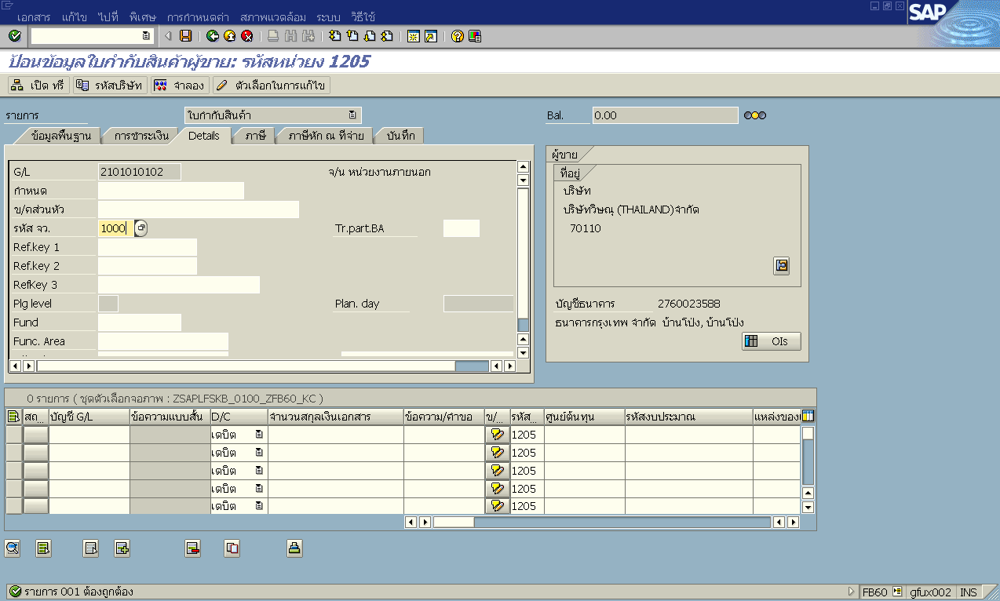 เอกสาร แก้ไข ไปที่ พิเศษ การกำหนดค่า สภาพแวดล้อม ระบบ วิธีใช้
SAP
ป้อนข้อมูลใบกำกับสินค้าผู้ขาย: รหัสหน่วยง 1205
เปิด ทรี รหัสบริษัท จำลอง ตัวเลือกในการแก้ไข
รายการ ใบกำกับสินค้า Bal. 0.00
ข้อมูลพื้นฐาน การชำระเงิน Details ภาษี ภาษีหัก ณ ที่จ่าย บันทึก
G/L 2101010102 จ/น หน่วยงานภายนอก
กำหนด
ข/คส่วนหัว
รหัส จว. 1000 Tr.part.BA
Ref.key 1
Ref.key 2
RefKey 3
Plg level Plan. day
Fund
Func. Area
ผู้ขาย
ที่อยู่
บริษัท
บริษัทวิษณุ (THAILAND)จำกัด
70110
บัญชีธนาคาร 2760023588
ธนาคารกรุงเทพ จำกัด บ้านโป่ง, บ้านโป่ง
OIs
0 รายการ ( ชุดตัวเลือกจอภาพ : ZSAPLFSKB_0100_ZFB60_KC )
สถ... บัญชี G/L ข้อความแบบสั้น D/C จำนวนสกุลเงินเอกสาร ข้อความ/คำขอ ข/... รหัส... ศูนย์ต้นทุน รหัสงบประมาณ แหล่งของ
เดบิต 1205
เดบิต 1205
เดบิต 1205
เดบิต 1205
เดบิต 1205
รายการ 001 ต้องถูกต้อง FB60 gfux002 INS